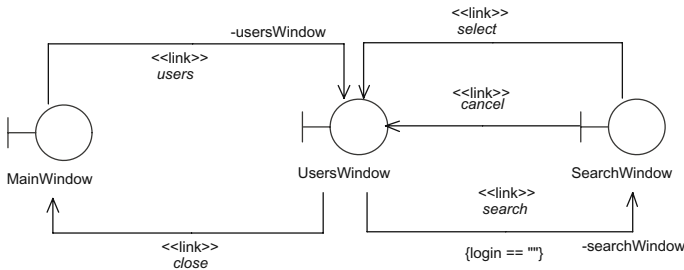 <<link>>
select
-usersWindow
<<link>>
users
<<link>>
cancel
MainWindow
UsersWindow
SearchWindow
<<link>>
search
<<link>>
close
{login == ""}
-searchWindow